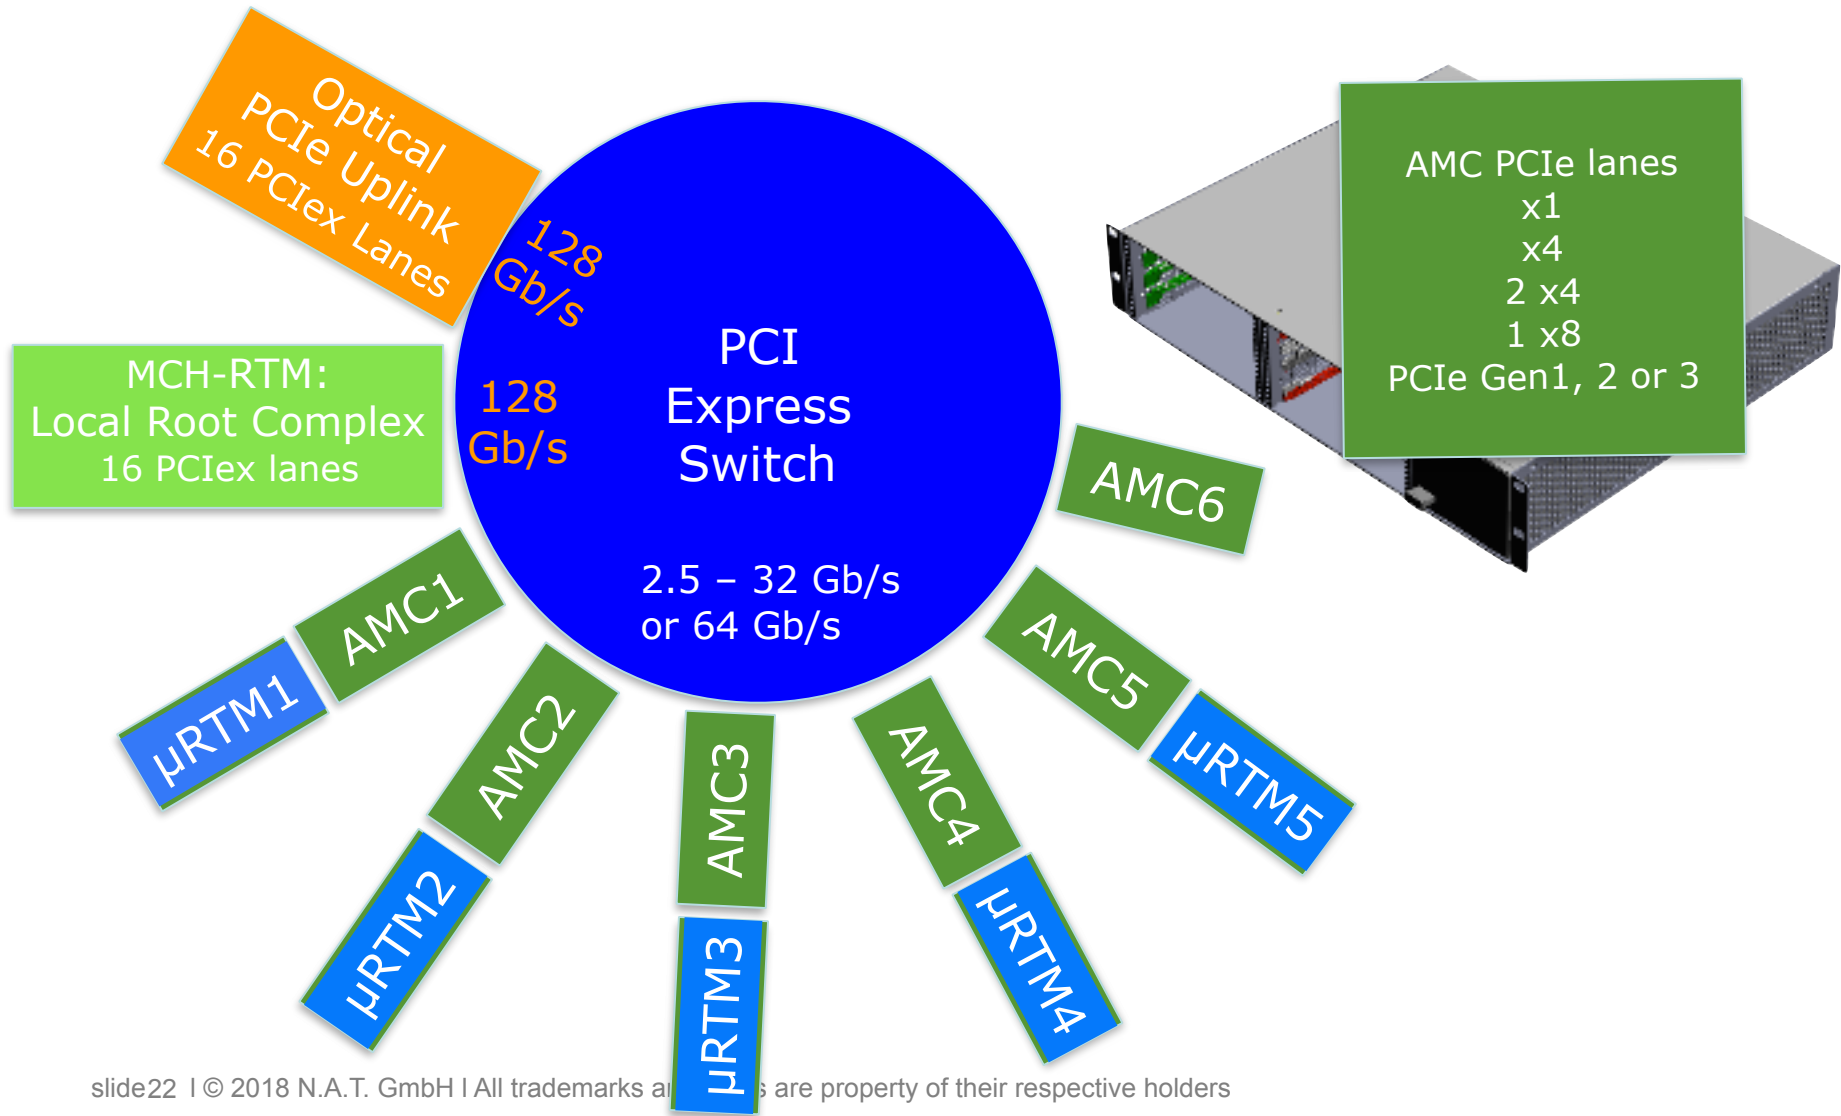 Optical
PCIe Uplink
16 PCIex Lanes
128
Gb/s
MCH-RTM:
Local Root Complex
16 PCIex lanes
128
Gb/s
PCI
Express
Switch
2.5 – 32 Gb/s
or 64 Gb/s
AMC PCIe lanes
x1
x4
2 x4
1 x8
PCIe Gen1, 2 or 3
AMC1
µRTM1
AMC2
µRTM2
AMC3
µRTM3
AMC4
µRTM4
AMC5
µRTM5
AMC6
slide22 l © 2018 N.A.T. GmbH l All trademarks are property of their respective holders